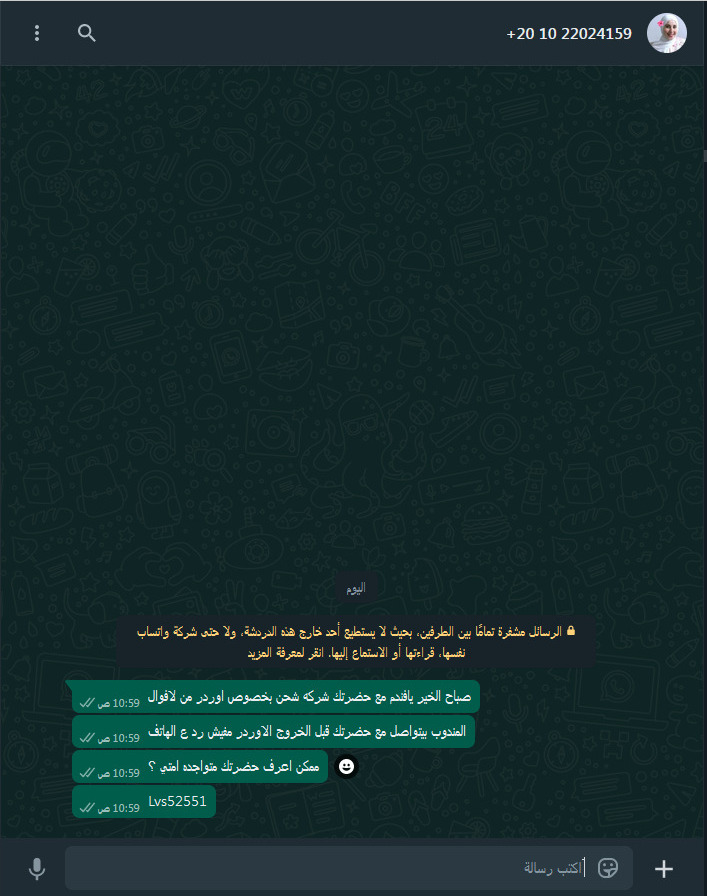 +20 10 22024159
اليوم
الرسائل مشفرة تمامًا بين الطرفين، بحيث لا يستطيع أحد خارج هذه الدردشة، ولا حتى شركة واتساب
نفسها، قراءتها أو الاستماع إليها. انقر لمعرفة المزيد
صباح الخير يافندم مع حضرتك شركه شحن بخصوص اوردر من لافوال 10:59 ص
المندوب بيتواصل مع حضرتك قبل الخروج الاوردر مفيش رد ع الهاتف 10:59 ص
ممكن اعرف حضرتك متواجده امتي ؟ 10:59 ص
Lvs52551 10:59 ص
اكتب رسالة